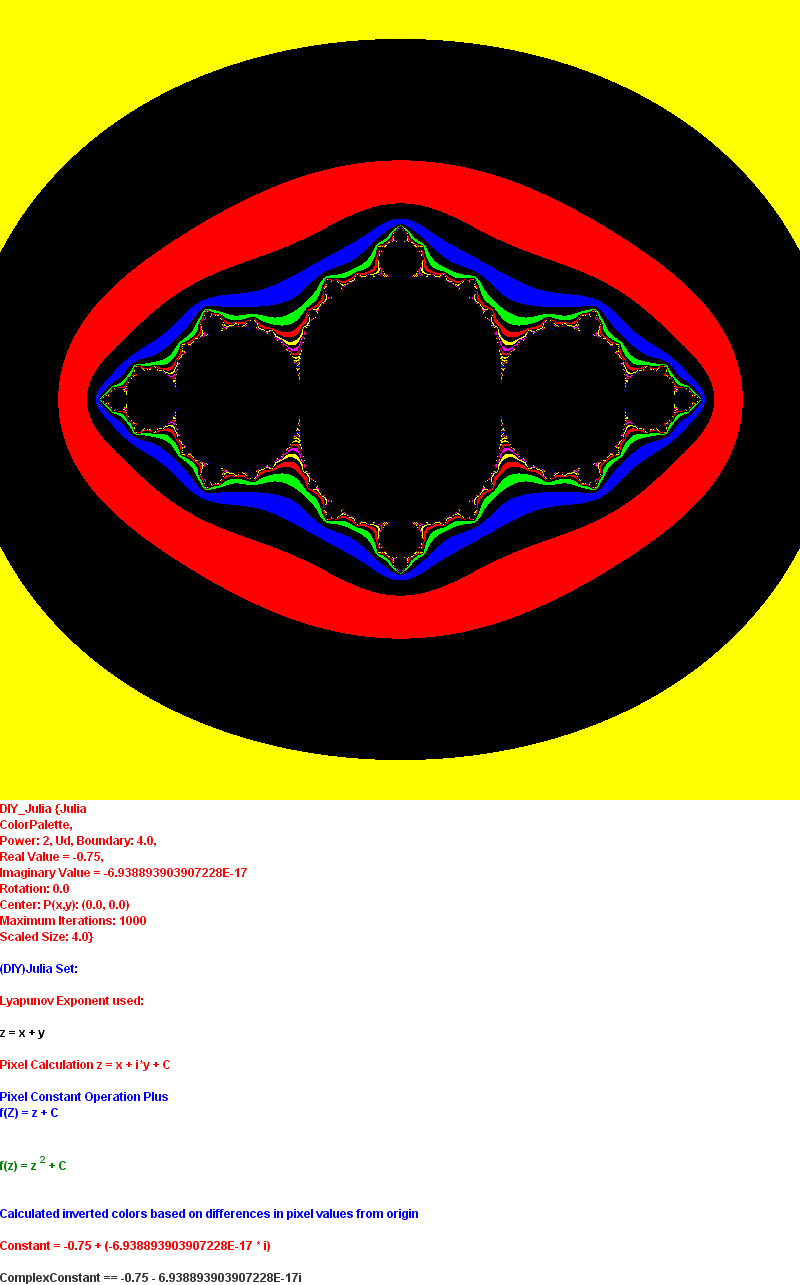 DIY_Julia {Julia
ColorPalette,
Power: 2, Ud, Boundary: 4.0,
Real Value = -0.75,
Imaginary Value = -6.938893903907228E-17
Rotation: 0.0
Center: P(x,y): (0.0, 0.0)
Maximum Iterations: 1000
Scaled Size: 4.0}
(DIY)Julia Set:
Lyapunov Exponent used:
z = x + y
Pixel Calculation z = x + i*y + C
Pixel Constant Operation Plus
f(Z) = z + C
f(z) = z 2 + C
Calculated inverted colors based on differences in pixel values from origin
Constant = -0.75 + (-6.938893903907228E-17 * i)
ComplexConstant == -0.75 - 6.938893903907228E-17i